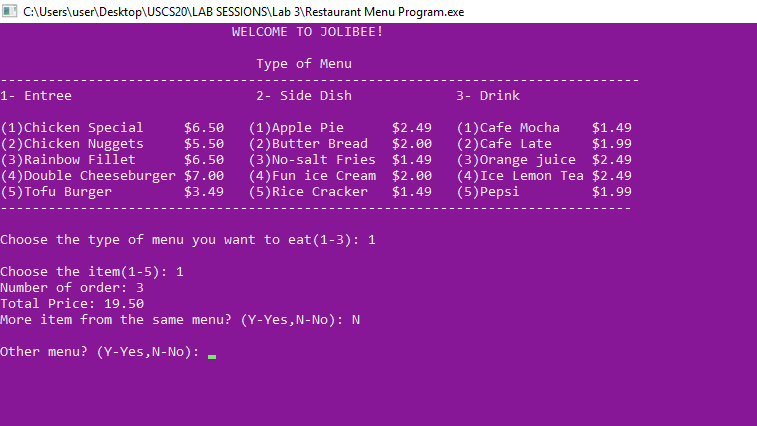 C:\Users\user\Desktop\USCS20\LAB SESSIONS\Lab 3\Restaurant Menu Program.exe
WELCOME TO JOLIBEE!
Type of Menu
--------------------------------------------------------------------------------
1- Entree 2- Side Dish 3- Drink
(1)Chicken Special $6.50 (1)Apple Pie $2.49 (1)Cafe Mocha $1.49
(2)Chicken Nuggets $5.50 (2)Butter Bread $2.00 (2)Cafe Late $1.99
(3)Rainbow Fillet $6.50 (3)No-salt Fries $1.49 (3)Orange juice $2.49
(4)Double Cheeseburger $7.00 (4)Fun ice Cream $2.00 (4)Ice Lemon Tea $2.49
(5)Tofu Burger $3.49 (5)Rice Cracker $1.49 (5)Pepsi $1.99
-------------------------------------------------------------------------------
Choose the type of menu you want to eat(1-3): 1
Choose the item(1-5): 1
Number of order: 3
Total Price: 19.50
More item from the same menu? (Y-Yes,N-No): N
Other menu? (Y-Yes,N-No):